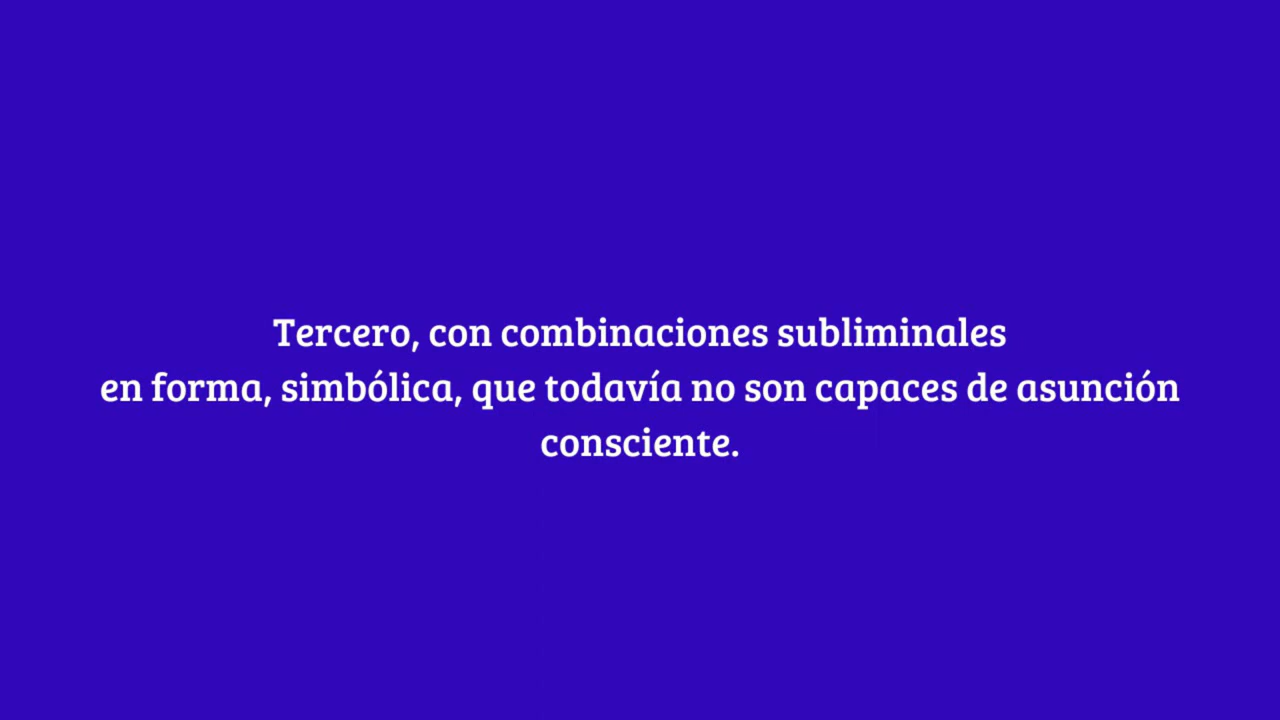 Tercero, con combinaciones subliminales
en forma, simbólica, que todavía no son capaces de asunción
consciente.